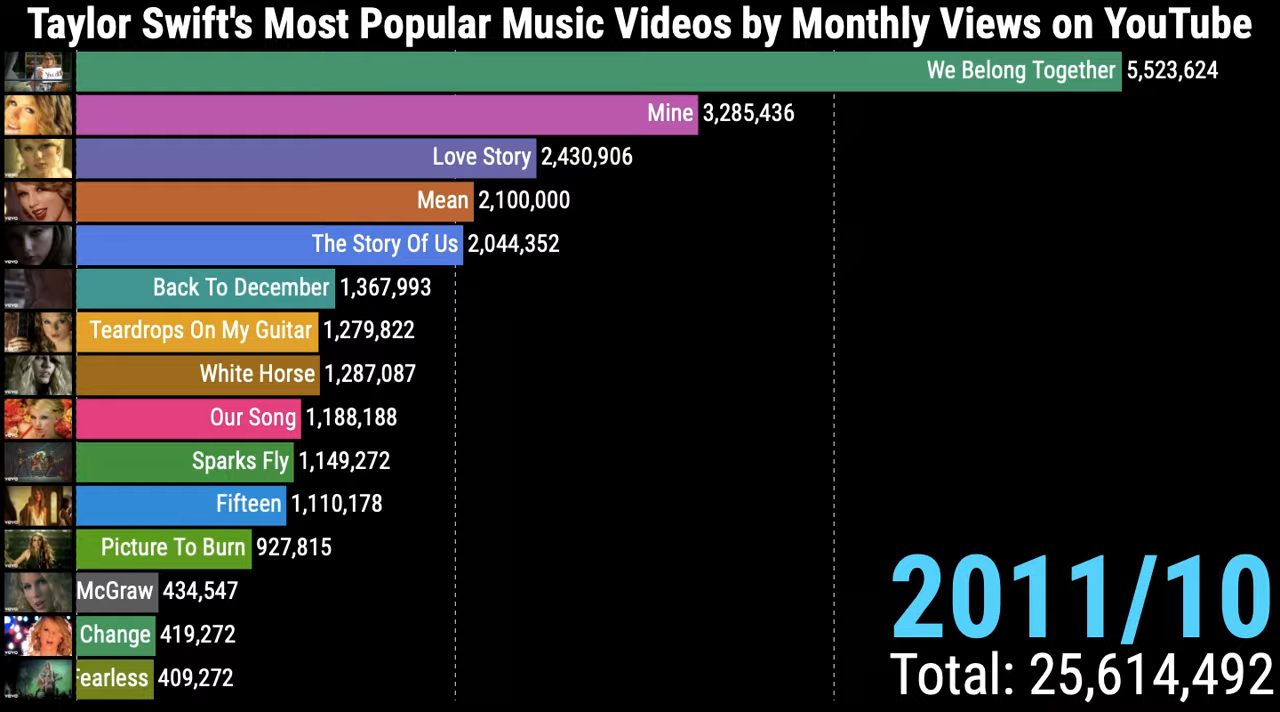 Taylor Swift's Most Popular Music Videos by Monthly Views on YouTube
We Belong Together 5,523,624
Mine 3,285,436
Love Story 2,430,906
Mean 2,100,000
The Story Of Us 2,044,352
Back To December 1,367,993
Teardrops On My Guitar 1,279,822
White Horse 1,287,087
Our Song 1,188,188
Sparks Fly 1,149,272
Fifteen 1,110,178
Picture To Burn 927,815
McGraw 434,547
Change 419,272
Fearless 409,272
2011/10
Total: 25,614,492